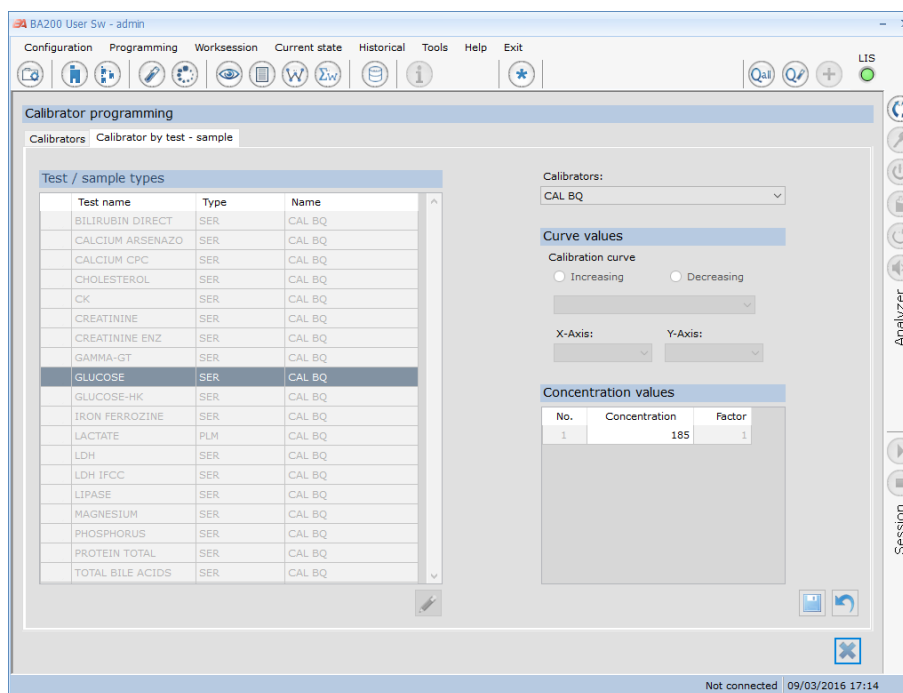 BA200 User Sw - admin
Configuration Programming Worksession Current state Historical Tools Help Exit
LIS
Qall
Calibrator programming
Calibrators Calibrator by test - sample
Test / sample types
Test name Type Name
BILIRUBIN DIRECT SER CAL BQ
CALCIUM ARSENAZO SER CAL BQ
CALCIUM CPC SER CAL BQ
CHOLESTEROL SER CAL BQ
CK SER CAL BQ
CREATININE SER CAL BQ
CREATININE ENZ SER CAL BQ
GAMMA-GT SER CAL BQ
GLUCOSE SER CAL BQ
GLUCOSE-HK SER CAL BQ
IRON FERROZINE SER CAL BQ
LACTATE PLM CAL BQ
LDH SER CAL BQ
LDH IFCC SER CAL BQ
LIPASE SER CAL BQ
MAGNESIUM SER CAL BQ
PHOSPHORUS SER CAL BQ
PROTEIN TOTAL SER CAL BQ
TOTAL BILE ACIDS SER CAL BQ
Calibrators:
CAL BQ
Curve values
Calibration curve
Increasing Decreasing
X-Axis: Y-Axis:
Concentration values
No. Concentration Factor
1 185 1
Analyzer
Session
Not connected 09/03/2016 17:14